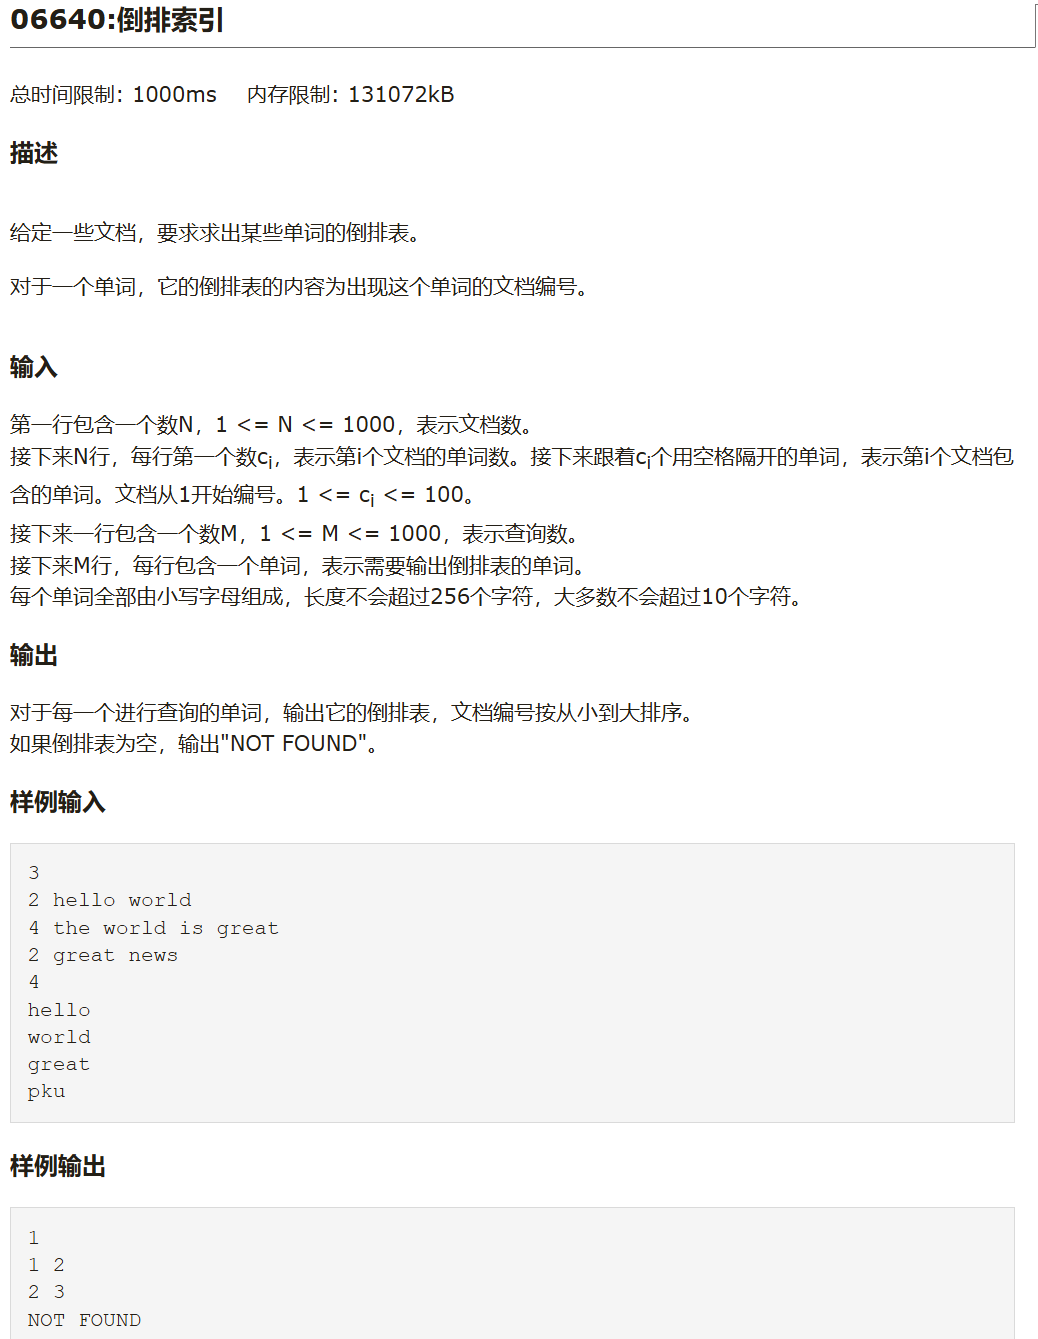 06640:倒排索引
总时间限制: 1000ms 内存限制: 131072kB
描述
给定一些文档，要求求出某些单词的倒排表。
对于一个单词，它的倒排表的内容为出现这个单词的文档编号。
输入
第一行包含一个数N，1 <= N <= 1000，表示文档数。
接下来N行，每行第一个数ci，表示第i个文档的单词数。接下来跟着ci个用空格隔开的单词，表示第i个文档包
含的单词。文档从1开始编号。1 <= ci <= 100。
接下来一行包含一个数M，1 <= M <= 1000，表示查询数。
接下来M行，每行包含一个单词，表示需要输出倒排表的单词。
每个单词全部由小写字母组成，长度不会超过256个字符，大多数不会超过10个字符。
输出
对于每一个进行查询的单词，输出它的倒排表，文档编号按从小到大排序。
如果倒排表为空，输出"NOT FOUND"。
样例输入
3
2 hello world
4 the world is great
2 great news
4
hello
world
great
pku
样例输出
1
1 2
2 3
NOT FOUND